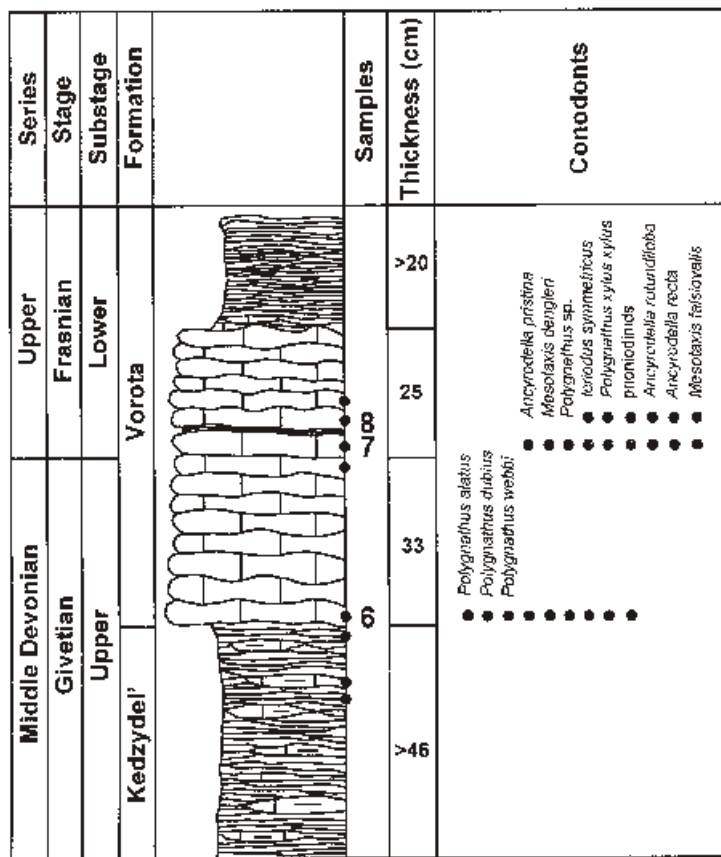 Series
Stage
Substage
Formation
Samples
Thickness (cm)
Conodonts
Upper
Frasnian
Lower
Vorota
Middle Devonian
Givetian
Upper
Kedzydel'
8
7
6
>20
25
33
>46
Polygnathus alatus
Polygnathus dubius
Polygnathus webbi
Ancyrodella pristina
Mesotaxis dengleri
Polygnathus sp.
Icriodus symmetricus
Polygnathus xylus xylus
prioniodinids
Ancyrodella rotundiloba
Ancyrodella recta
Mesotaxis falsiovalis